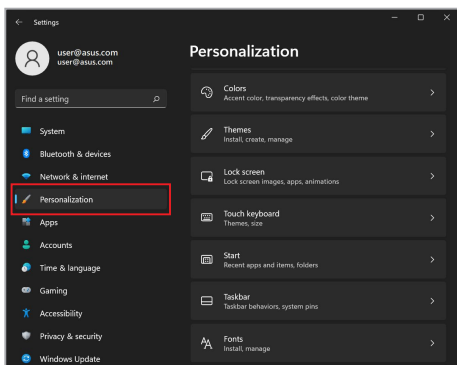 Settings
user@asus.com
user@asus.com
Find a setting
System
Bluetooth & devices
Network & internet
Personalization
Apps
Accounts
Time & language
Gaming
Accessibility
Privacy & security
Windows Update
Personalization
Colors
Accent color, transparency effects, color theme
Themes
Install, create, manage
Lock screen
Lock screen images, apps, animations
Touch keyboard
Themes, size
Start
Recent apps and items, folders
Taskbar
Taskbar behaviors, system pins
Fonts
Install, manage